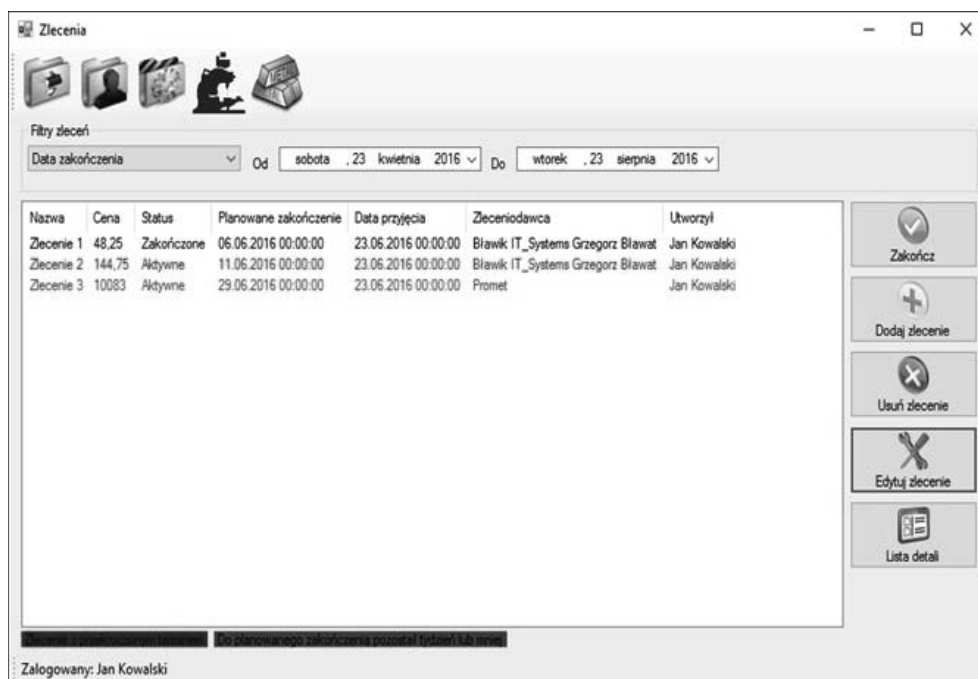 Zlecenia
METAL
Filtry zleceń
Data zakończenia Od sobota , 23 kwietnia 2016 Do wtorek , 23 sierpnia 2016
Nazwa Cena Status Planowane zakończenie Data przyjęcia Zleceniodawca Utworzył
Zlecenie 1 48,25 Zakończone 06.06.2016 00:00:00 23.06.2016 00:00:00 Bławik IT_Systems Grzegorz Bławat Jan Kowalski
Zlecenie 2 144,75 Aktywne 11.06.2016 00:00:00 23.06.2016 00:00:00 Bławik IT_Systems Grzegorz Bławat Jan Kowalski
Zlecenie 3 10083 Aktywne 29.06.2016 00:00:00 23.06.2016 00:00:00 Promet Jan Kowalski
Zakończ
Dodaj zlecenie
Usuń zlecenie
Edytuj zlecenie
Lista detali
Zlecenie z przekroczonym terminem Do planowanego zakończenia pozostał tydzień lub mniej
Zalogowany: Jan Kowalski